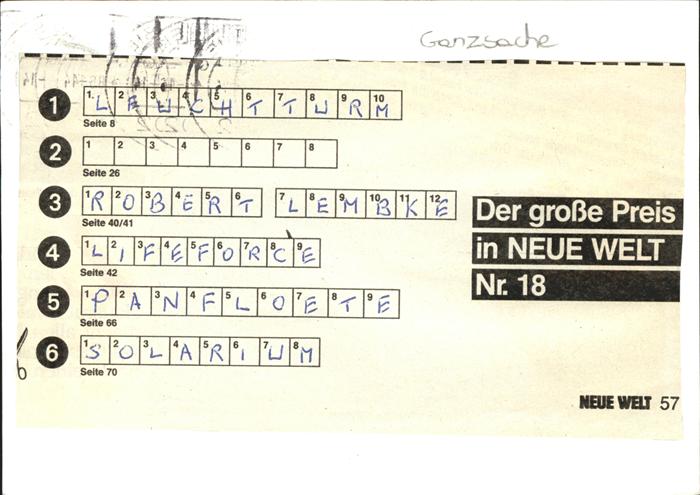 Ganzsache
1 LEUCHTTURM
Seite 8
2
Seite 26
3 ROBERT LEMBKE
Seite 40/41
4 LIFEFORCE
Seite 42
5 PANFLOETE
Seite 66
6 SOLARIUM
Seite 70
Der große Preis
in NEUE WELT
Nr. 18
NEUE WELT 57